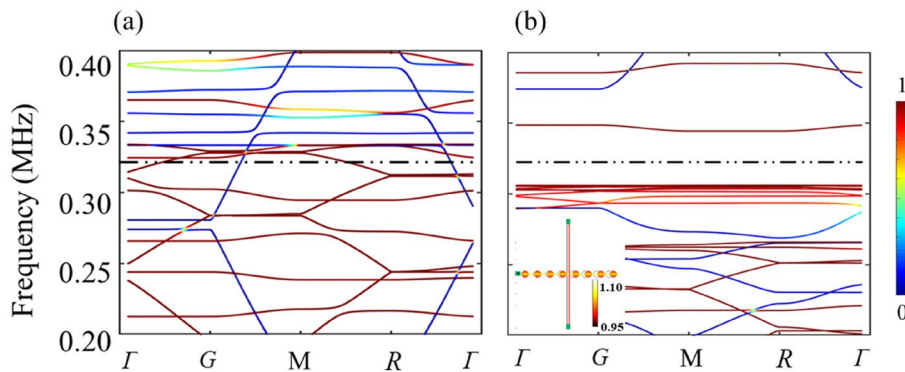 (a)
(b)
Frequency (MHz)
0.40
0.35
0.30
0.25
0.20
Γ G M R Γ
Γ G M R Γ
1.10
0.95
1
0